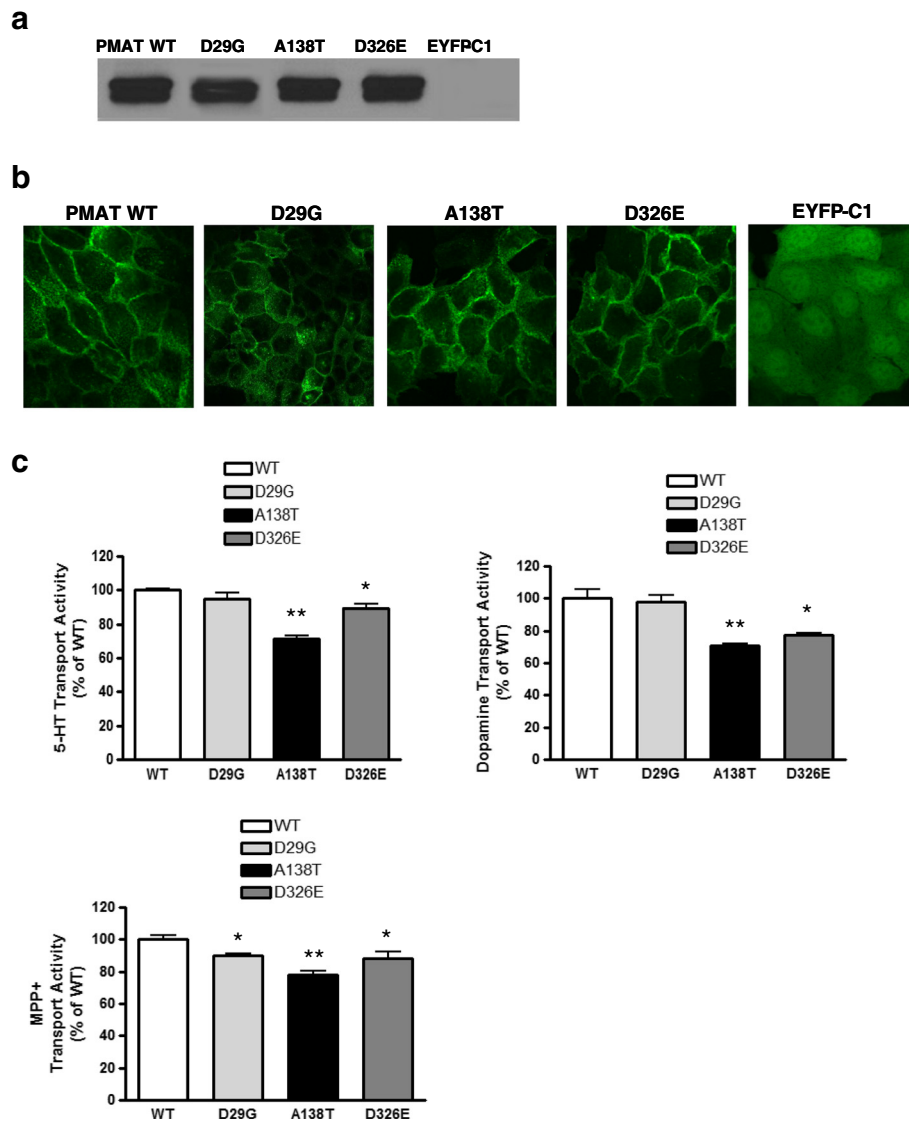 a
PMAT WT D29G A138T D326E EYFP-C1
b
PMAT WT D29G A138T D326E EYFP-C1
c
WT
D29G
A138T
D326E
5-HT Transport Activity
(% of WT)
120
100
80
60
40
20
0
**
*
WT D29G A138T D326E
WT
D29G
A138T
D326E
Dopamine Transport Activity
(% of WT)
120
100
80
60
40
20
0
**
*
WT D29G A138T D326E
WT
D29G
A138T
D326E
MPP+
Transport Activity
(% of WT)
120
100
80
60
40
20
0
*
**
*
WT D29G A138T D326E